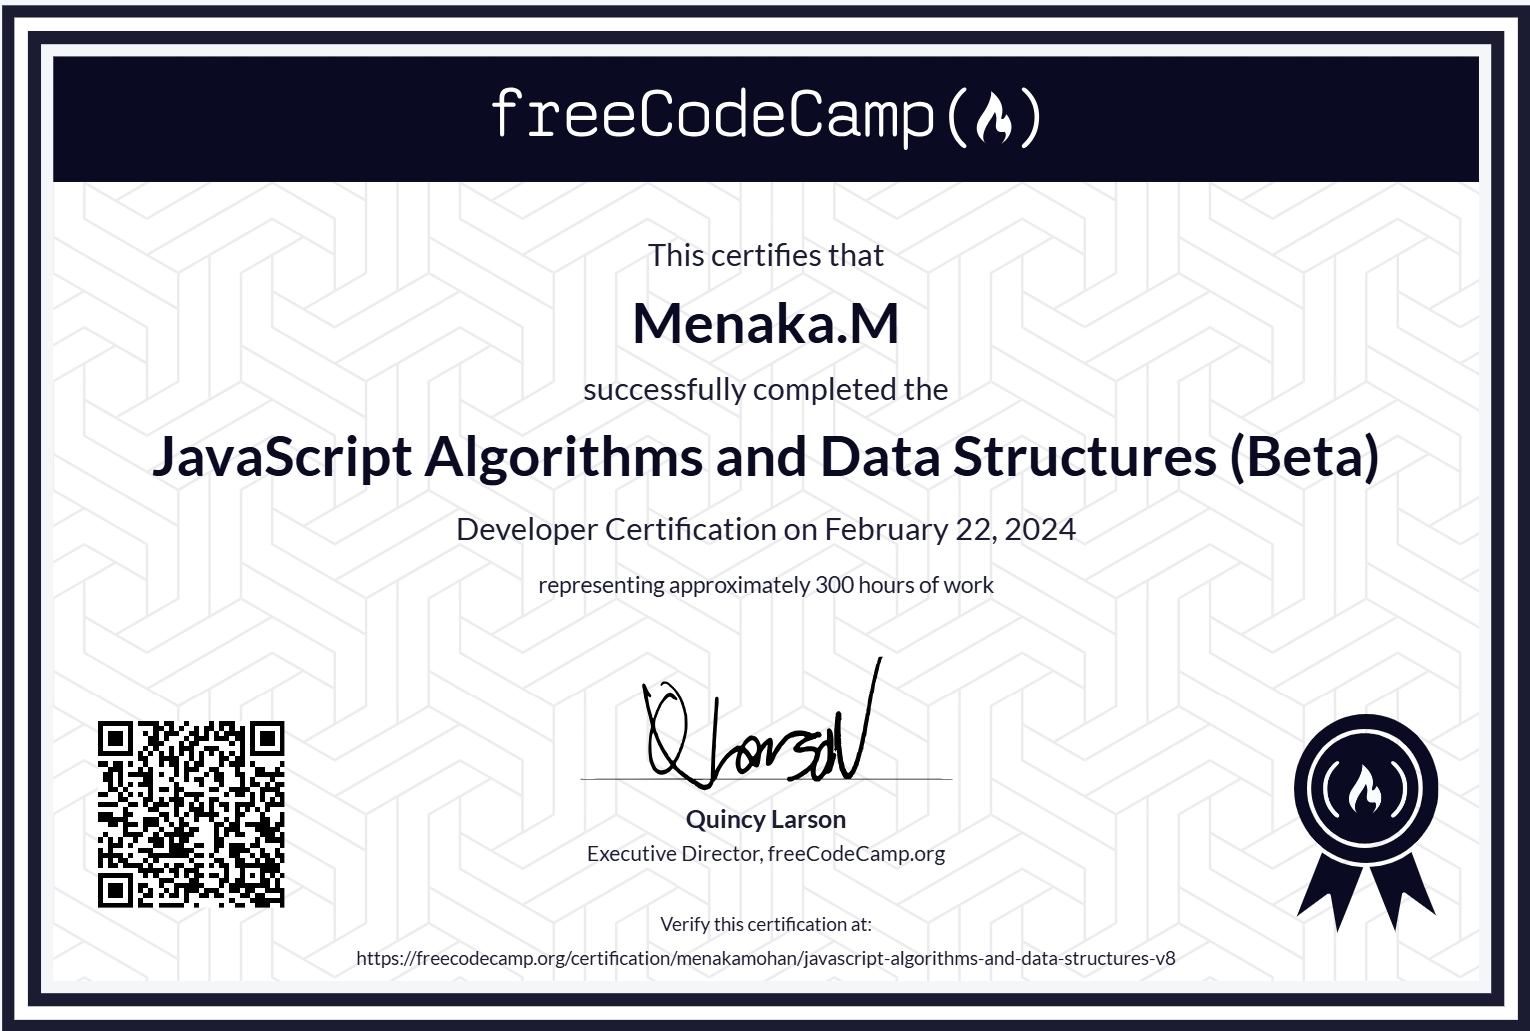 freeCodeCamp
This certifies that
Menaka.M
successfully completed the
JavaScript Algorithms and Data Structures (Beta)
Developer Certification on February 22, 2024
representing approximately 300 hours of work
Q Larson
Quincy Larson
Executive Director, freeCodeCamp.org
Verify this certification at:
https://freecodecamp.org/certification/menakamohan/javascript-algorithms-and-data-structures-v8